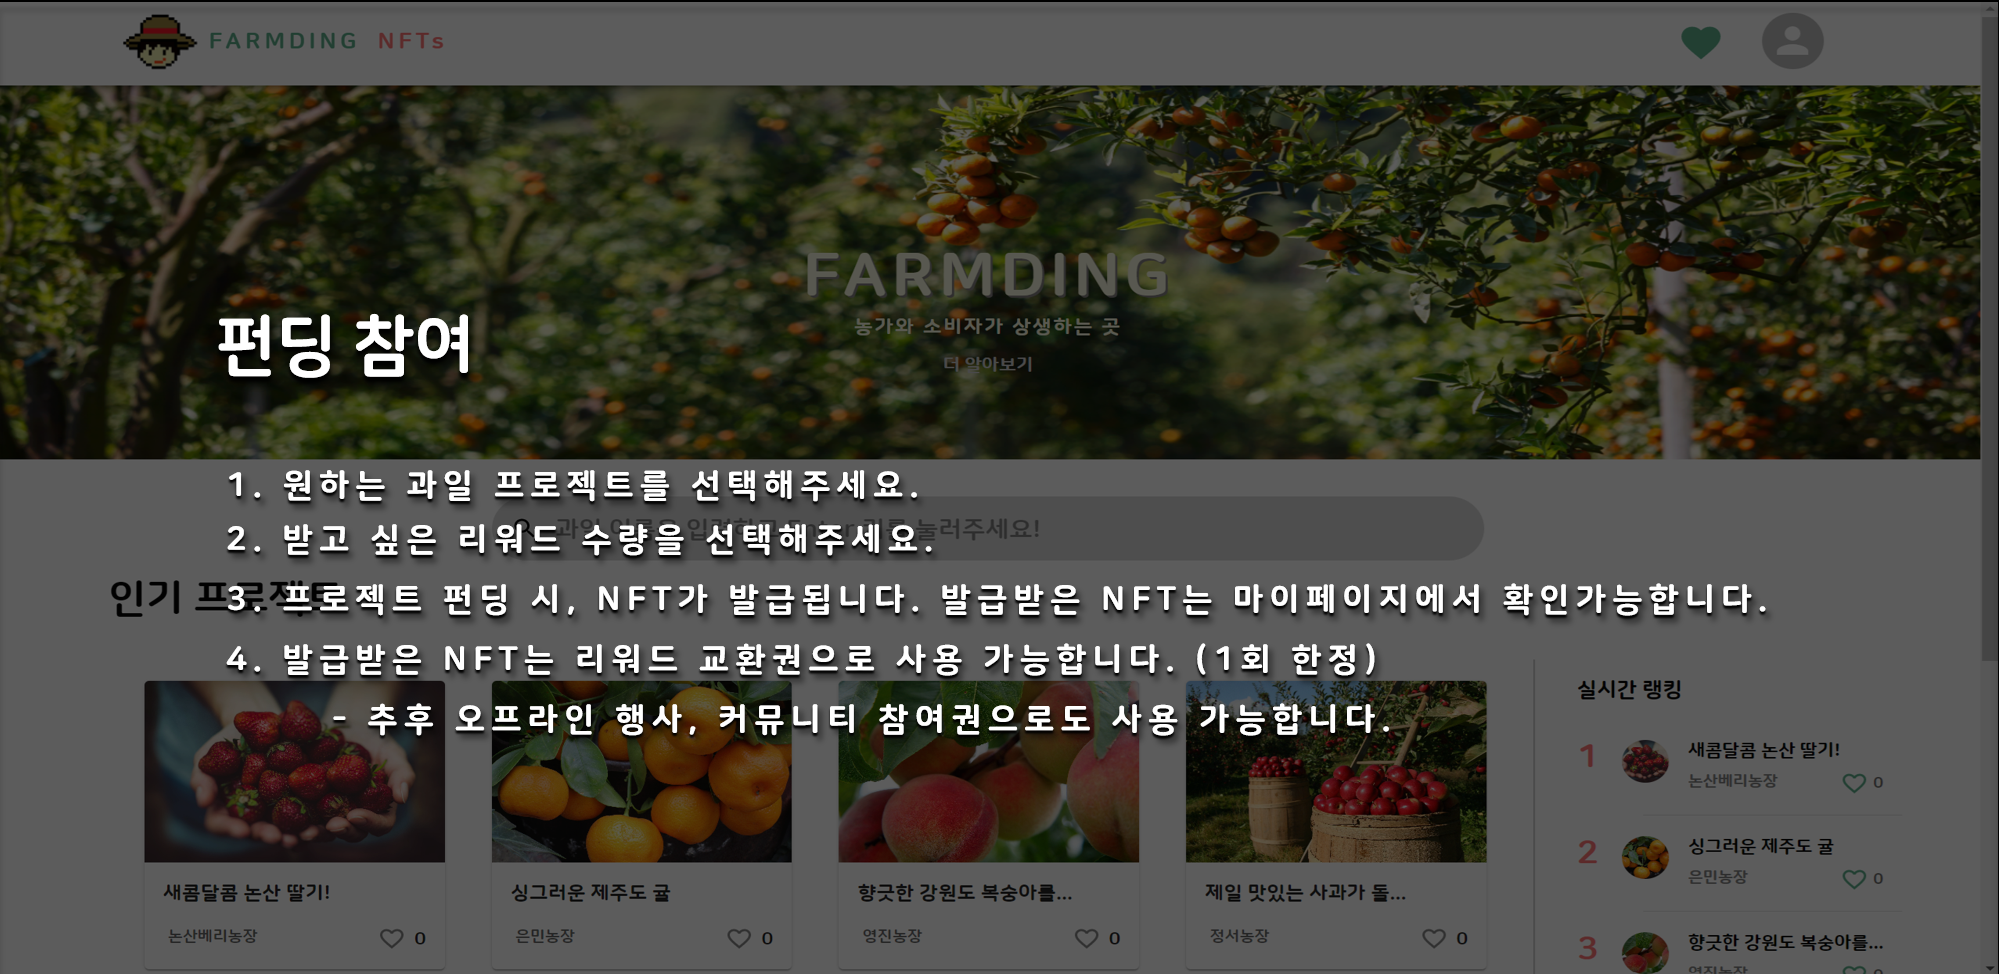 FARMDING NFTs
FARMDING
농가와 소비자가 상생하는 곳
더 알아보기
펀딩 참여
1. 원하는 과일 프로젝트를 선택해주세요.
2. 받고 싶은 리워드 수량을 선택해주세요.
눌러주세요!
인기 프로젝트
3. 프로젝트 펀딩 시, NFT가 발급됩니다. 발급받은 NFT는 마이페이지에서 확인가능합니다.
4. 발급받은 NFT는 리워드 교환권으로 사용 가능합니다. (1회 한정)
- 추후 오프라인 행사, 커뮤니티 참여권으로도 사용 가능합니다.
새콤달콤 논산 딸기!
논산베리농장
0
싱그러운 제주도 귤
은민농장
0
향긋한 강원도 복숭아를...
영진농장
0
제일 맛있는 사과가 돌...
정서농장
0
실시간 랭킹
1
새콤달콤 논산 딸기!
논산베리농장
0
2
싱그러운 제주도 귤
은민농장
0
3
향긋한 강원도 복숭아를...
영진농장
0